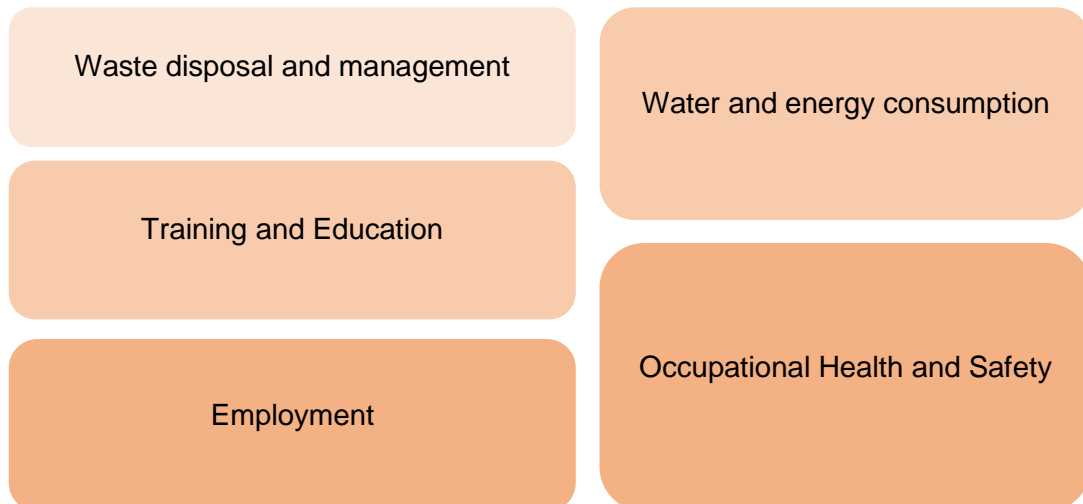 Waste disposal and management
Training and Education
Employment
Water and energy consumption
Occupational Health and Safety